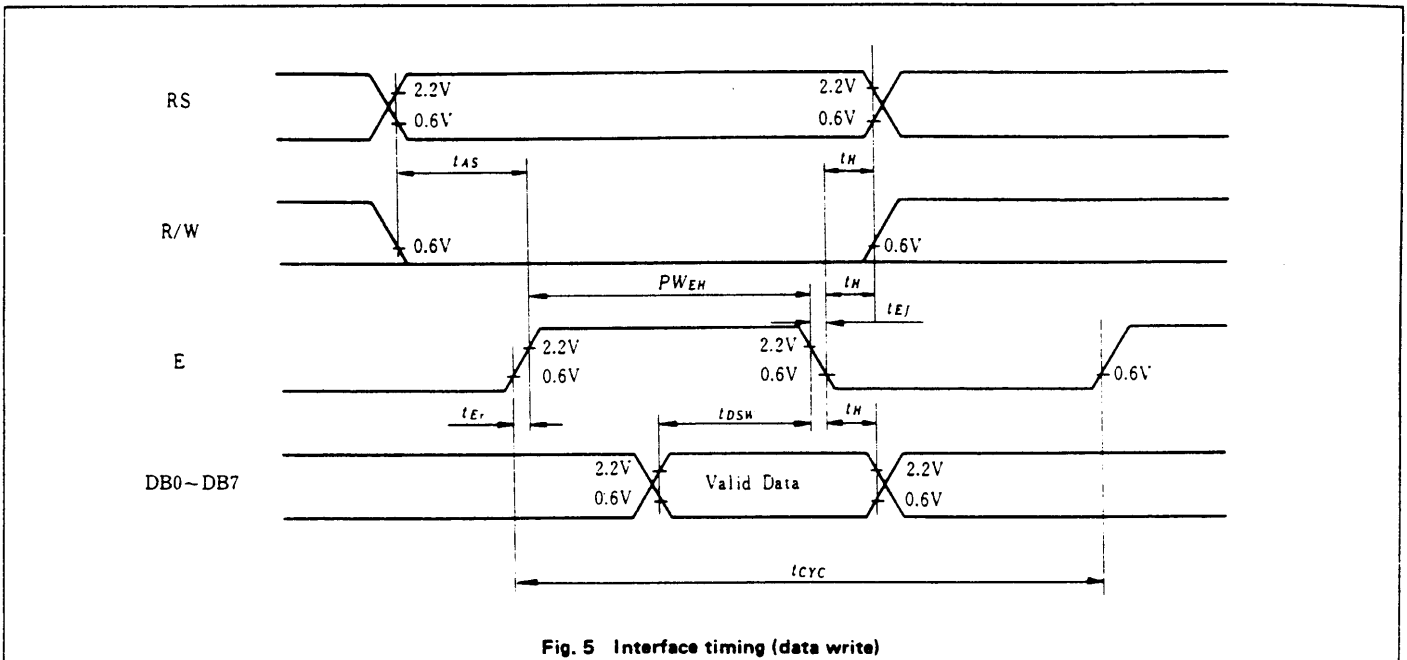 RS
2.2V
0.6V
2.2V
0.6V
tAS
tH
R/W
0.6V
0.6V
PWEH
tH
tEf
E
2.2V
0.6V
2.2V
0.6V
0.6V
tEr
tDSW
tH
DB0~DB7
2.2V
0.6V
Valid Data
2.2V
0.6V
tCYC
Fig. 5 Interface timing (data write)